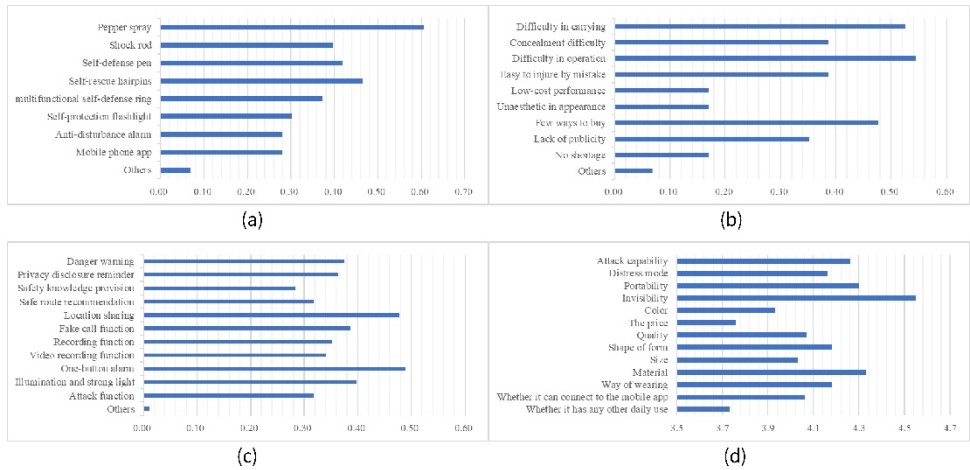 Pepper spray
Shock rod
Self-defense pen
Self-rescue hairpins
multifunctional self-defense ring
Self-protection flashlight
Anti-disturbance alarm
Mobile phone app
Others
0.00 0.10 0.20 0.30 0.40 0.50 0.60 0.70
(a)
Difficulty in carrying
Concealment difficulty
Difficulty in operation
Easy to injure by mistake
Low-cost performance
Unaesthetic in appearance
Few ways to buy
Lack of publicity
No shortage
Others
0.00 0.10 0.20 0.30 0.40 0.50 0.60
(b)
Danger warning
Privacy disclosure reminder
Safety knowledge provision
Safe route recommendation
Location sharing
Fake call function
Recording function
Video recording function
One-button alarm
Illumination and strong light
Attack function
Others
0.00 0.10 0.20 0.30 0.40 0.50 0.60
(c)
Attack capability
Distress mode
Portability
Invisibility
Color
The price
Quality
Shape of form
Size
Material
Way of wearing
Whether it can connect to the mobile app
Whether it has any other daily use
3.5 3.7 3.9 4.1 4.3 4.5 4.7
(d)